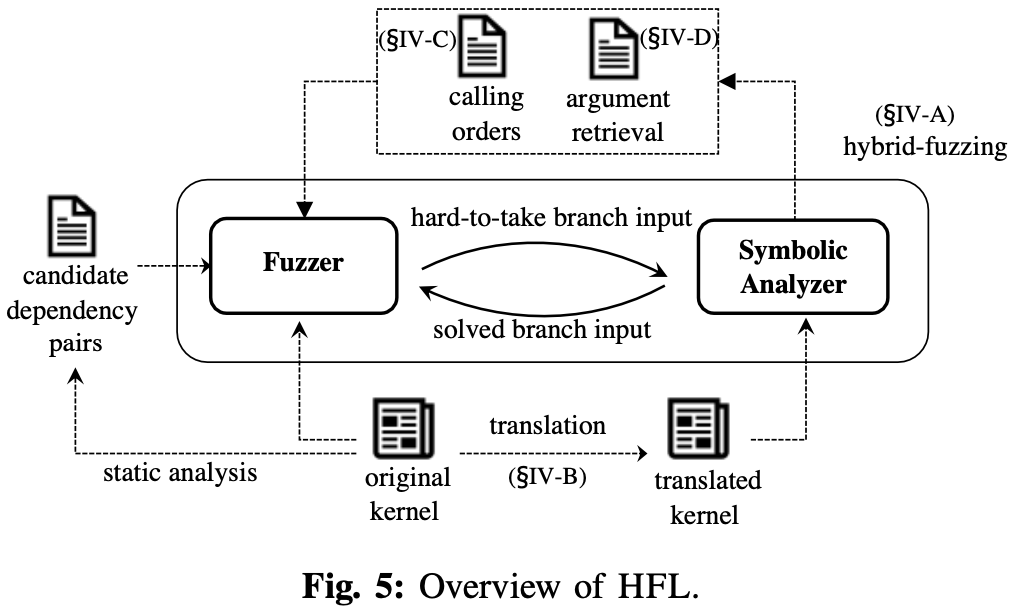 (§IV-C)
(§IV-D)
calling
orders
argument
retrieval
(§IV-A)
hybrid-fuzzing
candidate
dependency
pairs
Fuzzer
hard-to-take branch input
solved branch input
Symbolic
Analyzer
static analysis
original
kernel
translation
(§IV-B)
translated
kernel
Fig. 5: Overview of HFL.